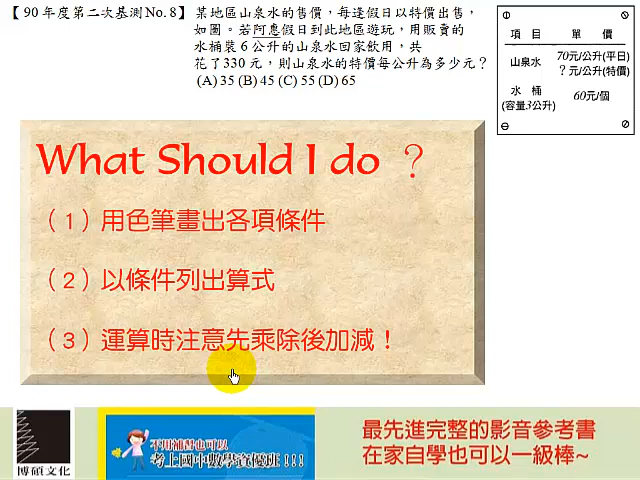 【 90 年度第二次基測 No. 8】 某地區山泉水的售價，每逢假日以特價出售，
如圖。若阿惠假日到此地區遊玩，用販賣的
水桶裝 6 公升的山泉水回家飲用，共
花了330 元，則山泉水的特價每公升為多少元？
(A) 35 (B) 45 (C) 55 (D) 65
項 目 單 價
山泉水 70元/公升(平日)
？元/公升(特價)
水 桶
(容量3公升) 60元/個
What Should I do ？
（1）用色筆畫出各項條件
（2）以條件列出算式
（3）運算時注意先乘除後加減！
博碩文化
不用補習也可以
考上國中數學資優班!!!
最先進完整的影音參考書
在家自學也可以一級棒~